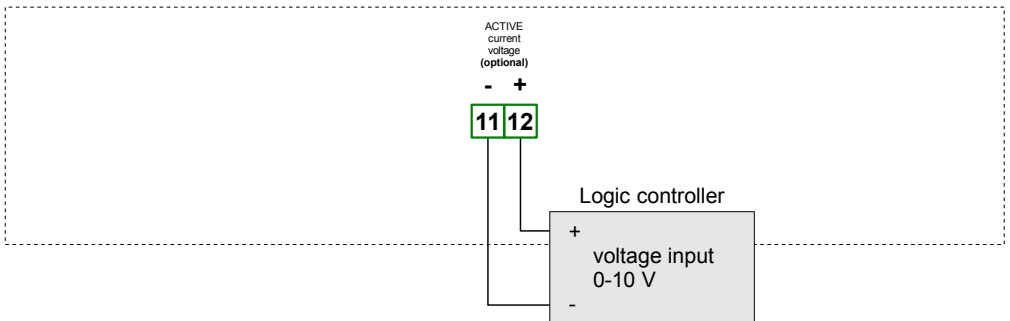 ACTIVE
current
voltage
(optional)
- +
11 12
Logic controller
+
voltage input
0-10 V
-